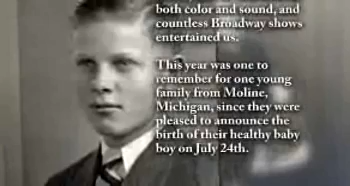 both color and sound, and
countless Broadway shows
entertained us.
This year was one to
remember for one young
family from Moline,
Michigan, since they were
pleased to announce the
birth of their healthy baby
boy on July 24th.